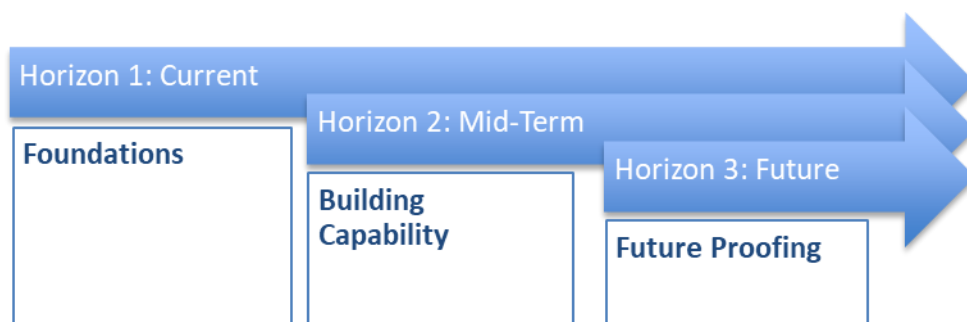 Horizon 1: Current
Foundations
Horizon 2: Mid-Term
Building
Capability
Horizon 3: Future
Future Proofing